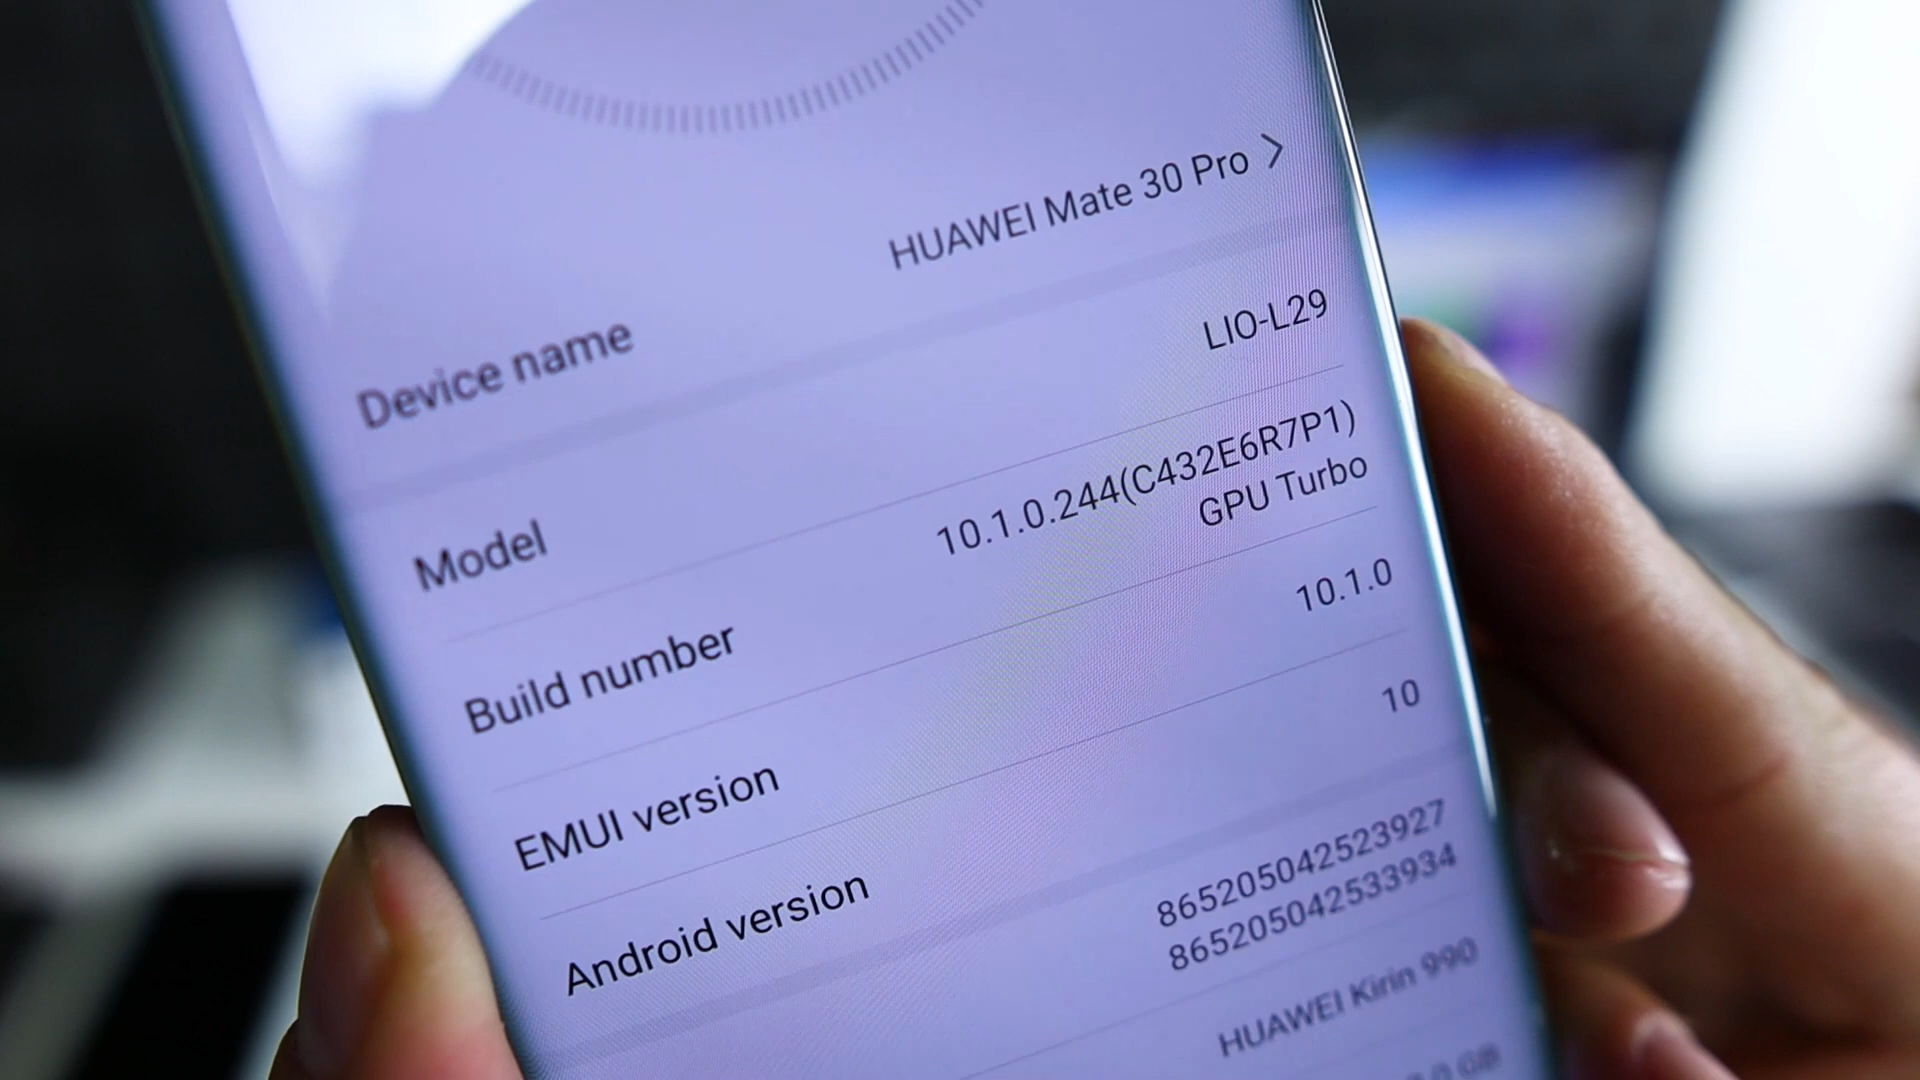 Device name HUAWEI Mate 30 Pro
Model LIO-L29
Build number 10.1.0.244(C432E6R7P1)
GPU Turbo
EMUI version 10.1.0
Android version 10
865205042523927
865205042533934
HUAWEI Kirin 990
GB